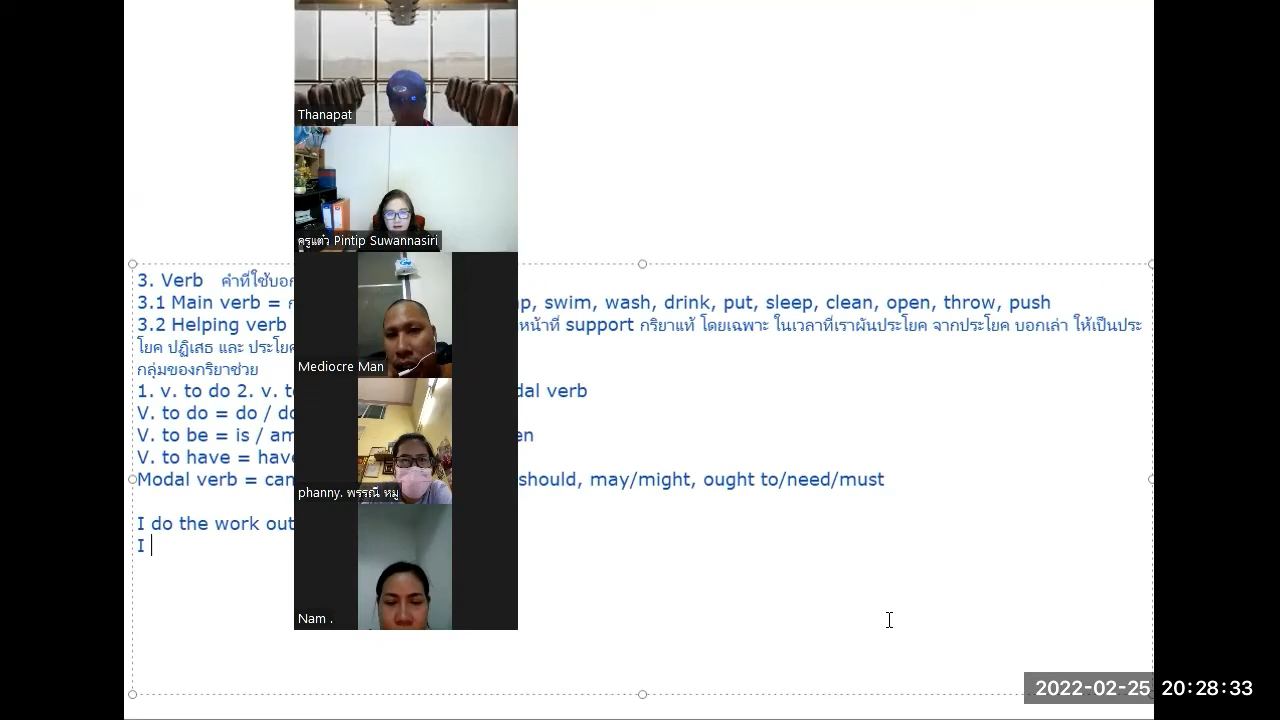 Thanapat
ครูแต๋ว Pintip Suwannasiri
3. Verb คำที่ใช้บอก
3.1 Main verb = p, swim, wash, drink, put, sleep, clean, open, throw, push
3.2 Helping verb หน้าที่ support กริยาแท้ โดยเฉพาะ ในเวลาที่เราผันประโยค จากประโยค บอกเล่า ให้เป็นประ
โยค ปฏิเสธ และ ประโยค
Mediocre Man
กลุ่มของกริยาช่วย
1. v. to do 2. v. t dal verb
V. to do = do / do
V. to be = is / am en
V. to have = have
Modal verb = can should, may/might, ought to/need/must
phanny. พรรณี หมู
I do the work out
I
Nam .
2022-02-25 20:28:33